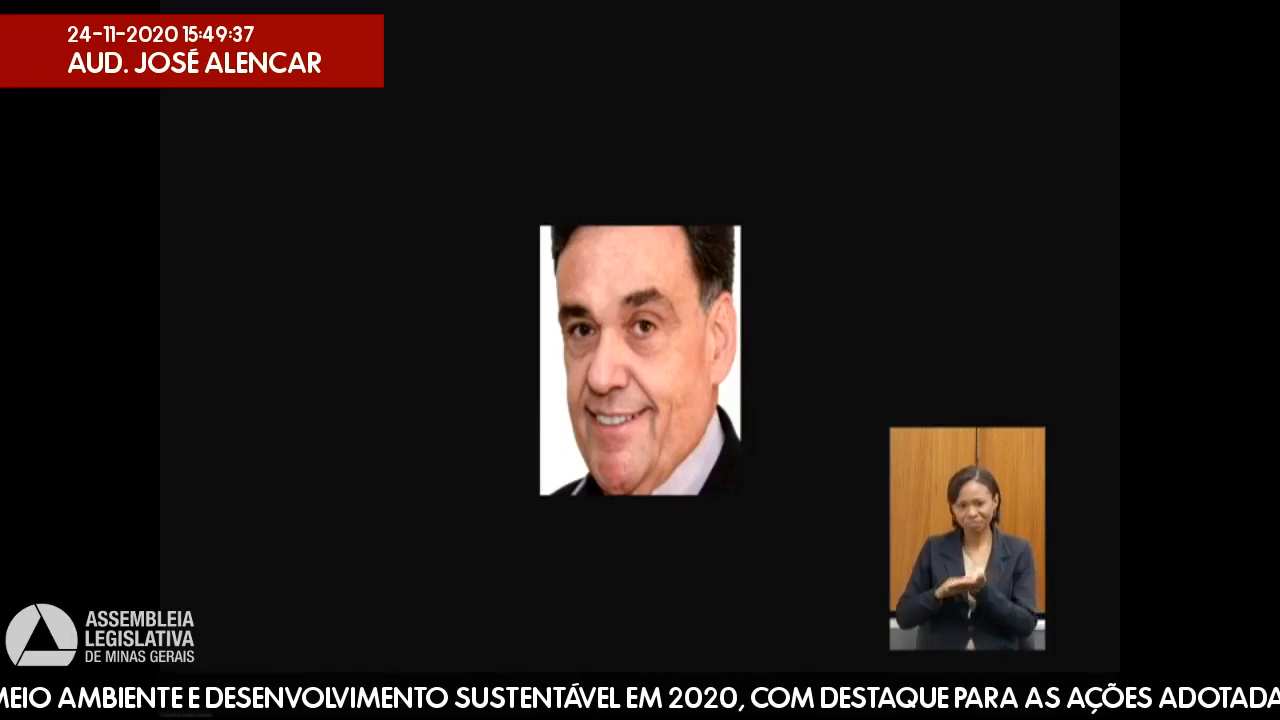 24-11-2020 15:49:37
AUD. JOSÉ ALENCAR
ASSEMBLEIA
LEGISLATIVA
DE MINAS GERAIS
MEIO AMBIENTE E DESENVOLVIMENTO SUSTENTÁVEL EM 2020, COM DESTAQUE PARA AS AÇÕES ADOTADA